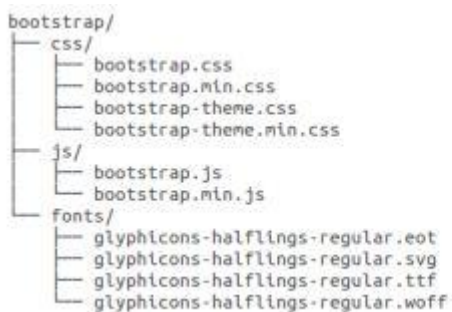 bootstrap/
├── css/
│   ├── bootstrap.css
│   ├── bootstrap.min.css
│   ├── bootstrap-theme.css
│   └── bootstrap-theme.min.css
├── js/
│   ├── bootstrap.js
│   └── bootstrap.min.js
└── fonts/
    ├── glyphicons-halflings-regular.eot
    ├── glyphicons-halflings-regular.svg
    ├── glyphicons-halflings-regular.ttf
    └── glyphicons-halflings-regular.woff